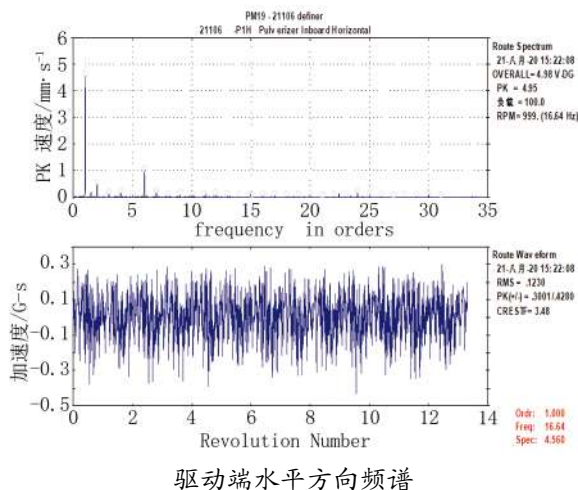 PM19 - 21106 definer
21106 -P1H Pulverizer Inboard Horizontal
6
5
4
3
2
1
0
PK 速度/mm·s⁻¹
0 5 10 15 20 25 30 35
frequency in orders
Route Spectrum
21-八月-20 15:22:08
OVERALL= 4.98 V-DG
PK = 4.95
负载 = 100.0
RPM= 999. (16.64 Hz)
0.3
0.1
-0.1
-0.3
-0.5
加速度/G-s
0 2 4 6 8 10 12 14
Revolution Number
Route Waveform
21-八月-20 15:22:08
RMS = .1230
PK(+/-) = .3001/.4280
CRESTF= 3.48
Ordr: 1.000
Freq: 16.64
Spec: 4.560
驱动端水平方向频谱